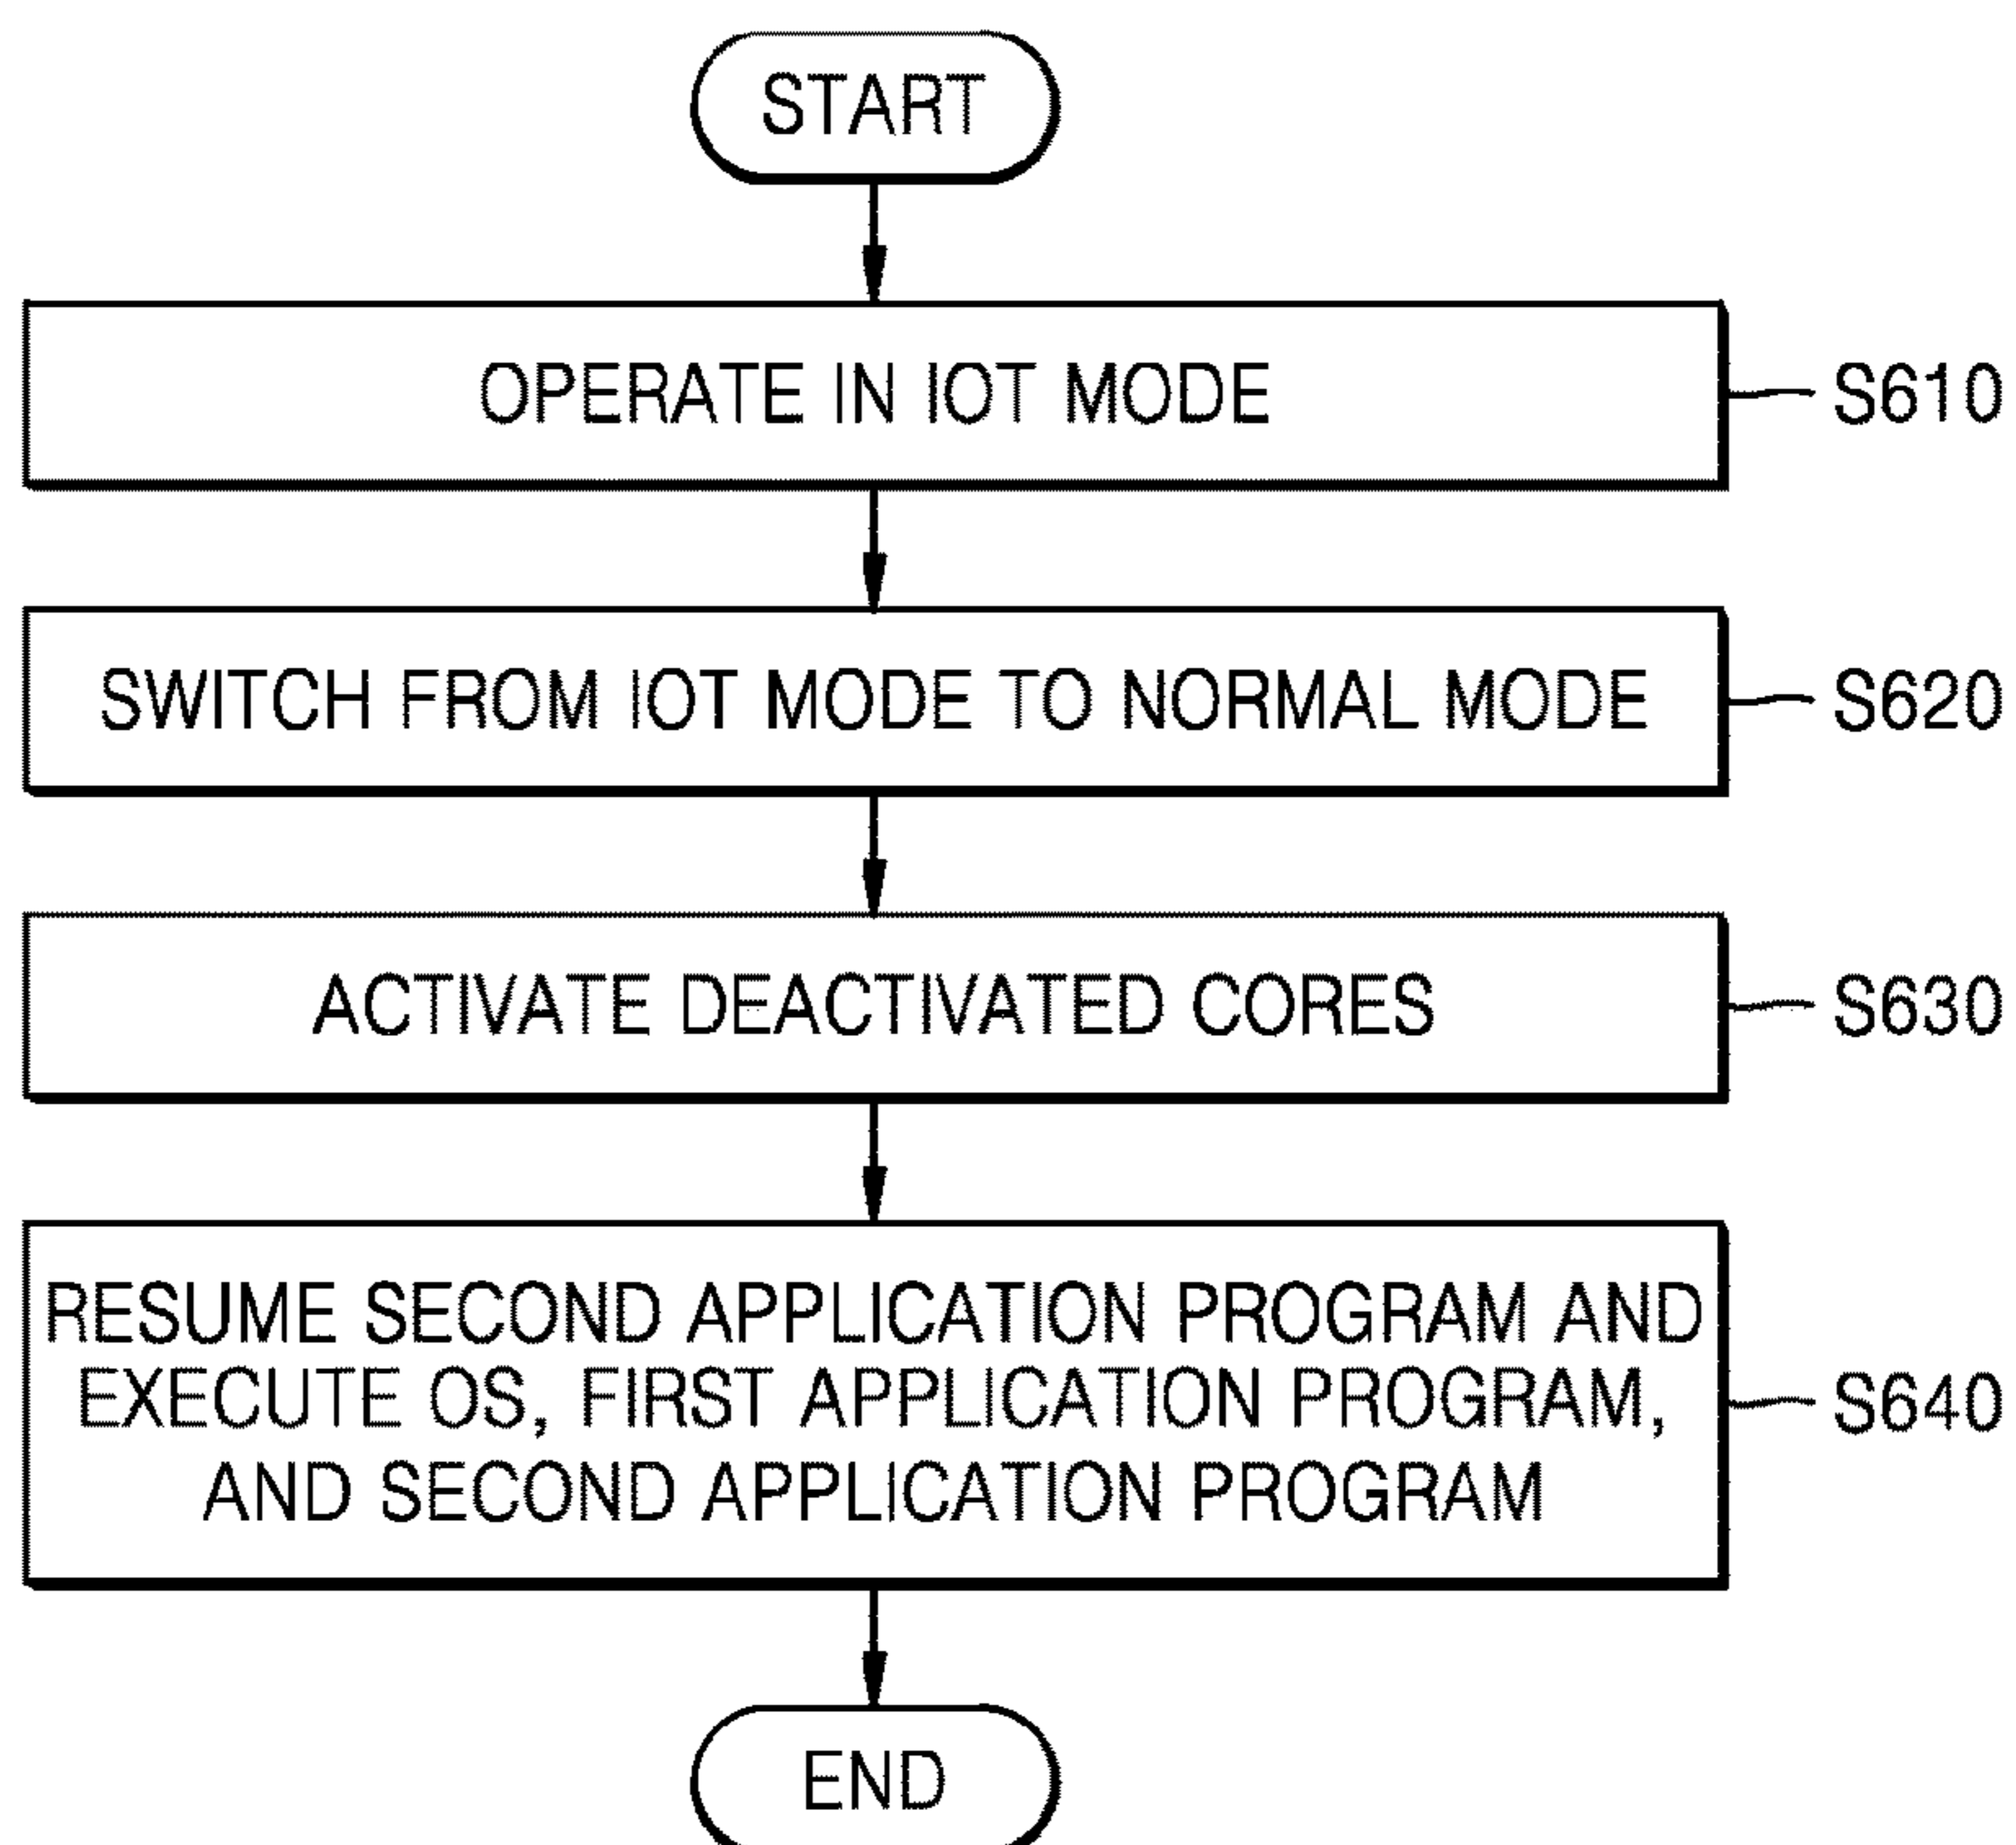 START
OPERATE IN IOT MODE
S610
SWITCH FROM IOT MODE TO NORMAL MODE
S620
ACTIVATE DEACTIVATED CORES
S630
RESUME SECOND APPLICATION PROGRAM AND
EXECUTE OS, FIRST APPLICATION PROGRAM,
AND SECOND APPLICATION PROGRAM
S640
END